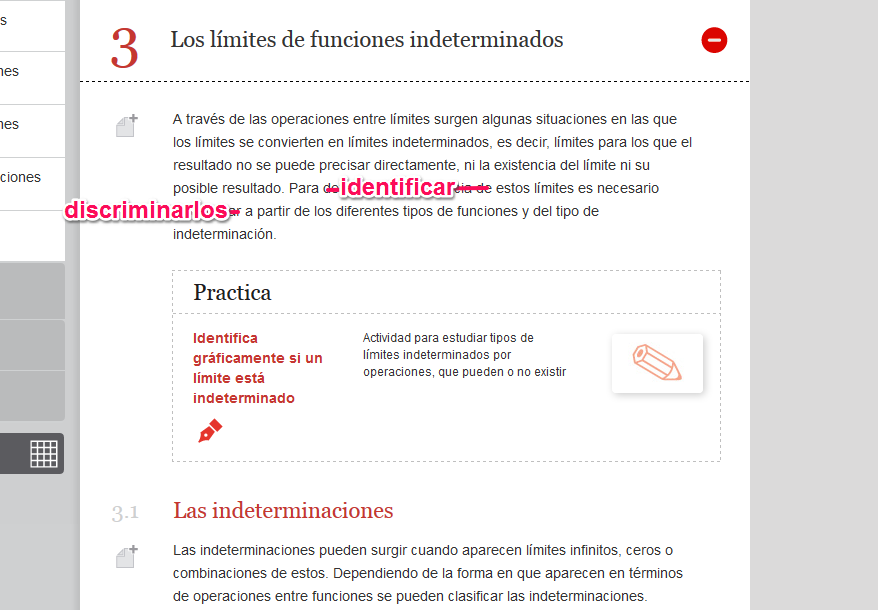 s
nes
nes
ciones
3 Los límites de funciones indeterminados
A través de las operaciones entre límites surgen algunas situaciones en las que
los límites se convierten en límites indeterminados, es decir, límites para los que el
resultado no se puede precisar directamente, ni la existencia del límite ni su
posible resultado. Para identificar de estos límites es necesario
discriminarlos a partir de los diferentes tipos de funciones y del tipo de
indeterminación.
Practica
Identifica
gráficamente si un
límite está
indeterminado
Actividad para estudiar tipos de
límites indeterminados por
operaciones, que pueden o no existir
3.1 Las indeterminaciones
Las indeterminaciones pueden surgir cuando aparecen límites infinitos, ceros o
combinaciones de estos. Dependiendo de la forma en que aparecen en términos
de operaciones entre funciones se pueden clasificar las indeterminaciones.